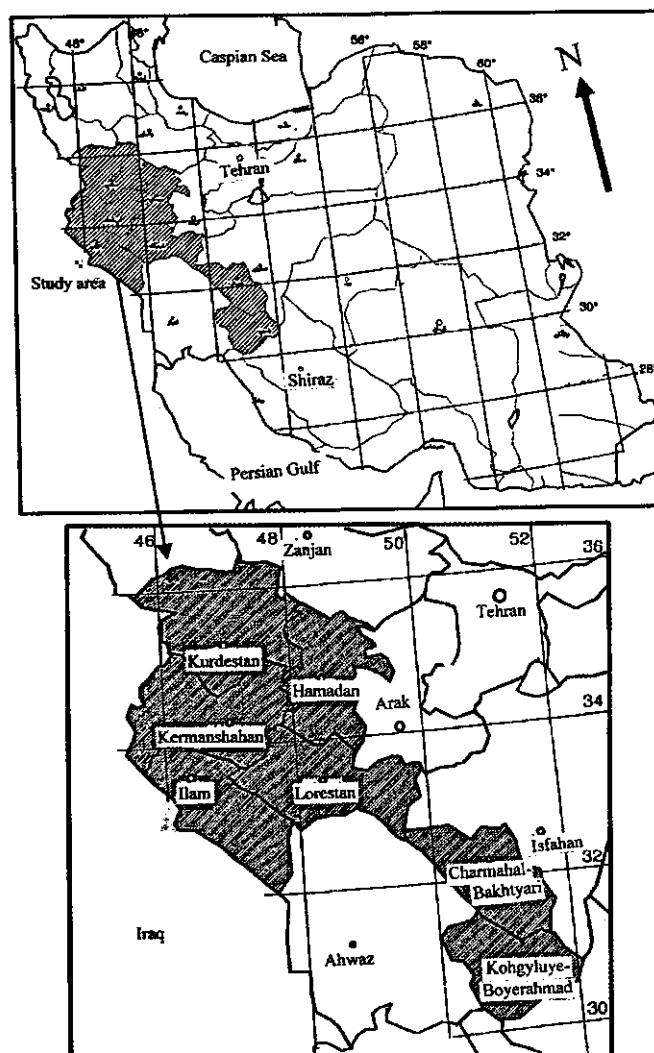 48°
Caspian Sea
56°
58°
60°
N
36°
Tehran
34°
32°
Study area
30°
Shiraz
28°
Persian Gulf
46
48
Zanjan
50
52
36
Tehran
Kurdestan
Hamadan
Arak
34
Kermanshahan
Ilam
Lorestan
Isfahan
32
Charmahal-
Bakhtyari
Iraq
Ahwaz
Kohgyluye-
Boyerahmad
30